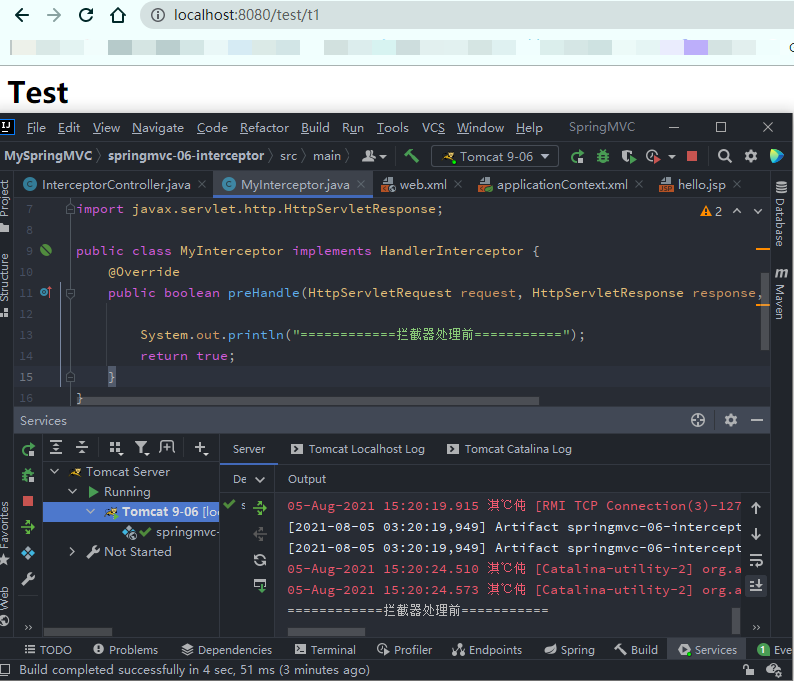 localhost:8080/test/t1
Test
File Edit View Navigate Code Refactor Build Run Tools VCS Window Help SpringMVC
MySpringMVC springmvc-06-interceptor src main Tomcat 9-06
InterceptorController.java MyInterceptor.java web.xml applicationContext.xml hello.jsp
Project
Structure
Favorites
Web
7 import javax.servlet.http.HttpServletResponse;
2
8
9 public class MyInterceptor implements HandlerInterceptor {
10 @Override
11 public boolean preHandle(HttpServletRequest request, HttpServletResponse response,
12
13 System.out.println("============拦截器处理前===========");
14 return true;
15 }
16 }
Database
Maven
Services
Server Tomcat Localhost Log Tomcat Catalina Log
Tomcat Server
Running
Tomcat 9-06 [loc
springmvc-
Not Started
De Output
s
05-Aug-2021 15:20:19.915 淇℃伅 [RMI TCP Connection(3)-127
[2021-08-05 03:20:19,949] Artifact springmvc-06-intercept
[2021-08-05 03:20:19,949] Artifact springmvc-06-intercept
05-Aug-2021 15:20:24.510 淇℃伅 [Catalina-utility-2] org.a
05-Aug-2021 15:20:24.573 淇℃伅 [Catalina-utility-2] org.a
============拦截器处理前===========
TODO Problems Dependencies Terminal Profiler Endpoints Spring Build Services 1 Eve
Build completed successfully in 4 sec, 51 ms (3 minutes ago)